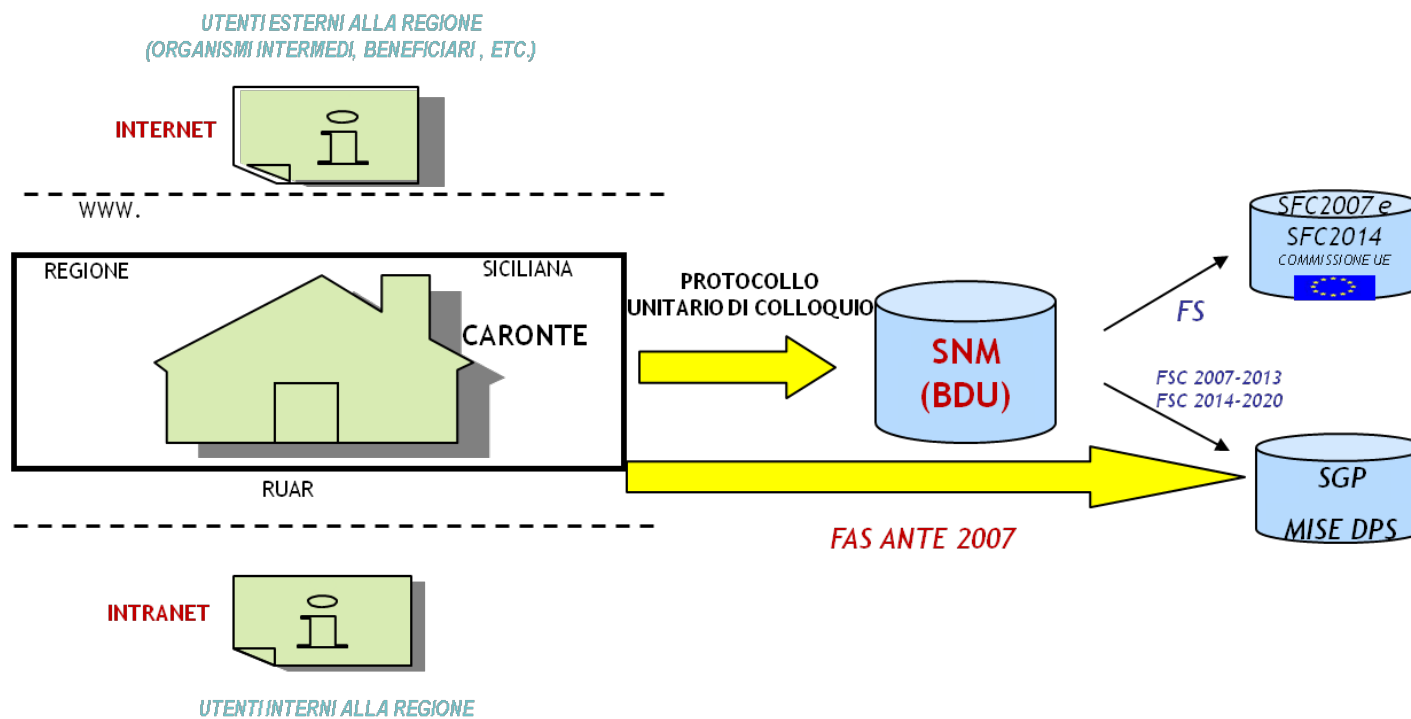 UTENTI ESTERNI ALLA REGIONE
(ORGANISMI INTERMEDI, BENEFICIARI , ETC.)
INTERNET
WWW.
REGIONE
SICILIANA
CARONTE
RUAR
PROTOCOLLO
UNITARIO DI COLLOQUIO
SNM
(BDU)
FS
SFC2007 e
SFC2014
COMMISSIONE UE
FSC 2007-2013
FSC 2014-2020
SGP
MISE DPS
FAS ANTE 2007
INTRANET
UTENTI INTERNI ALLA REGIONE